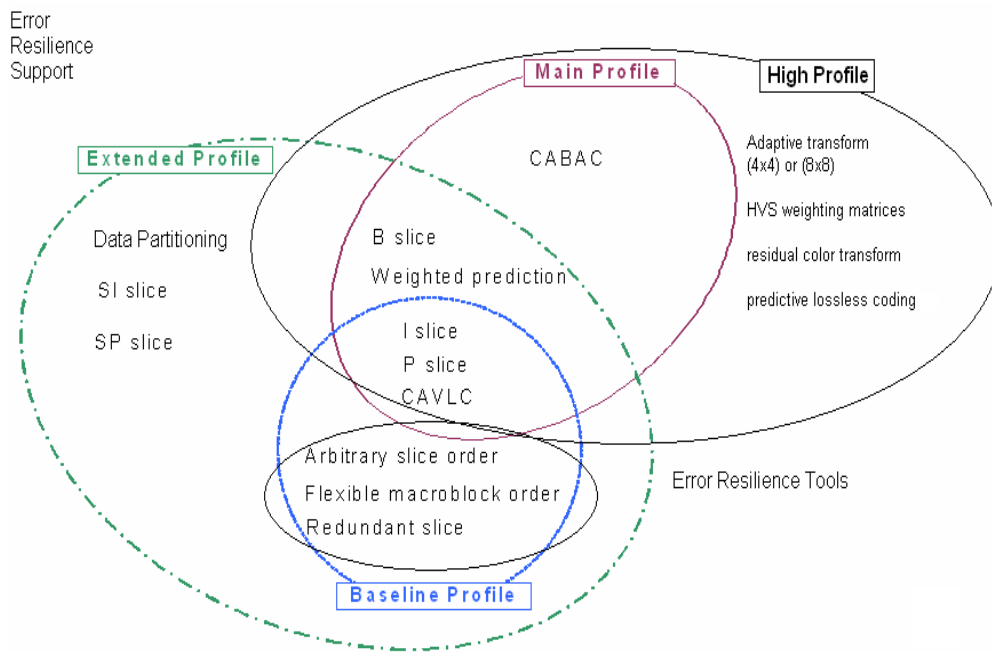 Error
Resilience
Support
Main Profile
High Profile
Extended Profile
CABAC
Adaptive transform
(4x4) or (8x8)
HVS weighting matrices
residual color transform
predictive lossless coding
Data Partitioning
SI slice
SP slice
B slice
Weighted prediction
I slice
P slice
CAVLC
Arbitrary slice order
Flexible macroblock order
Redundant slice
Error Resilience Tools
Baseline Profile